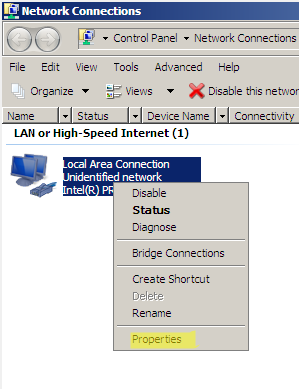 Network Connections
Control Panel Network Connections
File Edit View Tools Advanced Help
Organize Views Disable this networ
Name Status Device Name Connectivity
LAN or High-Speed Internet (1)
Local Area Connection
Unidentified network
Intel(R) PR
Disable
Status
Diagnose
Bridge Connections
Create Shortcut
Delete
Rename
Properties